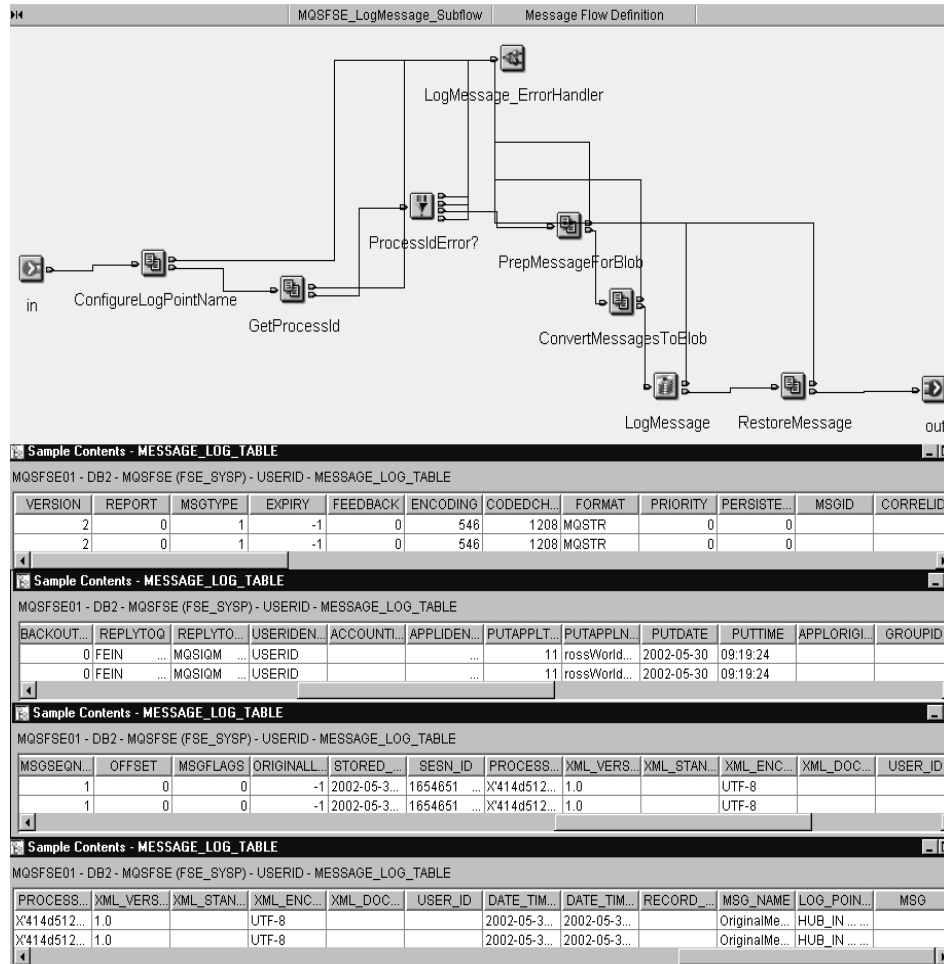 MQSFSE_LogMessage_Subflow Message Flow Definition
LogMessage_ErrorHandler
ProcessIdError?
PrepMessageForBlob
in
ConfigureLogPointName
GetProcessId
ConvertMessagesToBlob
LogMessage
RestoreMessage
out
Sample Contents - MESSAGE_LOG_TABLE
MQSFSE01 - DB2 - MQSFSE (FSE_SYSP) - USERID - MESSAGE_LOG_TABLE
VERSION REPORT MSGTYPE EXPIRY FEEDBACK ENCODING CODEDCH... FORMAT PRIORITY PERSISTE... MSGID CORRELID
2 0 1 -1 0 546 1208 MQSTR 0 0
2 0 1 -1 0 546 1208 MQSTR 0 0
Sample Contents - MESSAGE_LOG_TABLE
MQSFSE01 - DB2 - MQSFSE (FSE_SYSP) - USERID - MESSAGE_LOG_TABLE
BACKOUT... REPLYTOQ REPLYTO... USERIDEN... ACCOUNTI... APPLIDEN... PUTAPPLT... PUTAPPLN... PUTDATE PUTTIME APPLORIGI... GROUPID
0 FEIN ... MQSIQM ... USERID ... 11 rossWorld... 2002-05-30 09:19:24
0 FEIN ... MQSIQM ... USERID ... 11 rossWorld... 2002-05-30 09:19:24
Sample Contents - MESSAGE_LOG_TABLE
MQSFSE01 - DB2 - MQSFSE (FSE_SYSP) - USERID - MESSAGE_LOG_TABLE
MSGSEQN... OFFSET MSGFLAGS ORIGINALL... STORED_... SESN_ID PROCESS... XML_VERS... XML_STAN... XML_ENC... XML_DOC... USER_ID
1 0 0 -1 2002-05-3... 1654651 ... X'414d512... 1.0 UTF-8
1 0 0 -1 2002-05-3... 1654651 ... X'414d512... 1.0 UTF-8
Sample Contents - MESSAGE_LOG_TABLE
MQSFSE01 - DB2 - MQSFSE (FSE_SYSP) - USERID - MESSAGE_LOG_TABLE
PROCESS... XML_VERS... XML_STAN... XML_ENC... XML_DOC... USER_ID DATE_TIM... DATE_TIM... RECORD_... MSG_NAME LOG_POIN... MSG
X'414d512... 1.0 UTF-8 2002-05-3... 2002-05-3... OriginalMe... HUB_IN ... ...
X'414d512... 1.0 UTF-8 2002-05-3... 2002-05-3... OriginalMe... HUB_IN ... ...